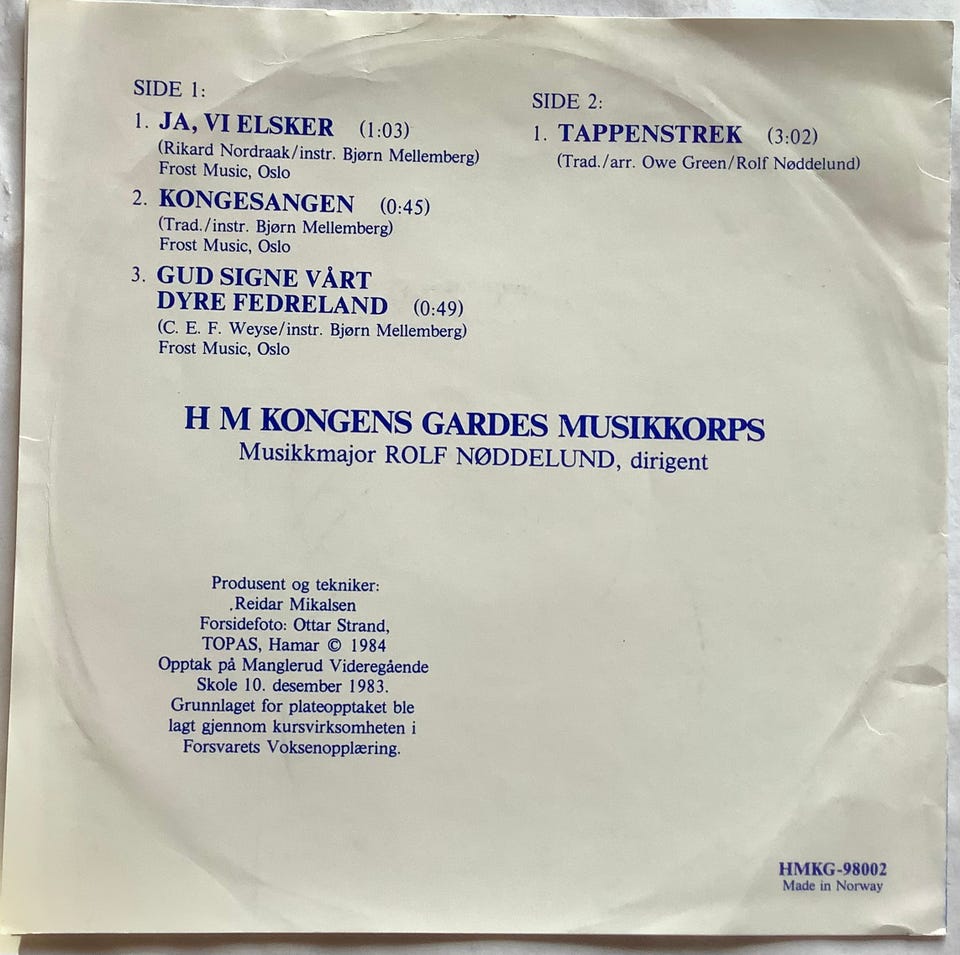 SIDE 1:
1. JA, VI ELSKER (1:03)
(Rikard Nordraak/instr. Bjørn Mellemberg)
Frost Music, Oslo
2. KONGESANGEN (0:45)
(Trad./instr. Bjørn Mellemberg)
Frost Music, Oslo
3. GUD SIGNE VÅRT
DYRE FEDRELAND (0:49)
(C. E. F. Weyse/instr. Bjørn Mellemberg)
Frost Music, Oslo
SIDE 2:
1. TAPPENSTREK (3:02)
(Trad./arr. Owe Green/Rolf Nøddelund)
H M KONGENS GARDES MUSIKKORPS
Musikkmajor ROLF NØDDELUND, dirigent
Produsent og tekniker:
.Reidar Mikalsen
Forsidefoto: Ottar Strand,
TOPAS, Hamar © 1984
Opptak på Manglerud Videregående
Skole 10. desember 1983.
Grunnlaget for plateopptaket ble
lagt gjennom kursvirksomheten i
Forsvarets Voksenopplæring.
HMKG-98002
Made in Norway